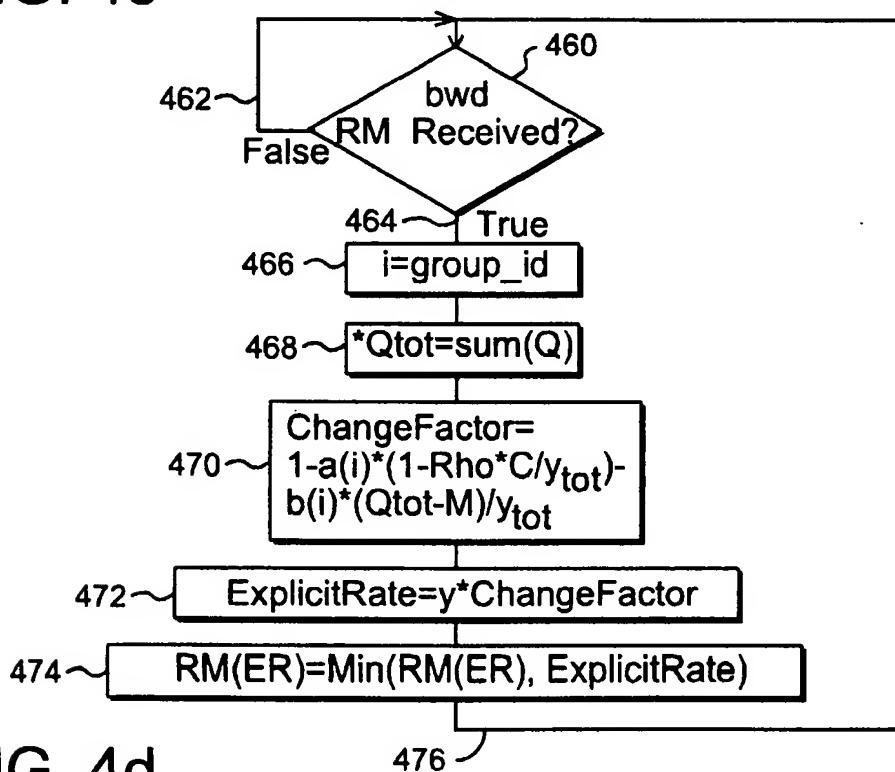 460
462
bwd
RM Received?
False
464
True
466
i=group_id
468
*Qtot=sum(Q)
470
ChangeFactor=
1-a(i)*(1-Rho*C/ytot)-
b(i)*(Qtot-M)/ytot
472
ExplicitRate=y*ChangeFactor
474
RM(ER)=Min(RM(ER), ExplicitRate)
476